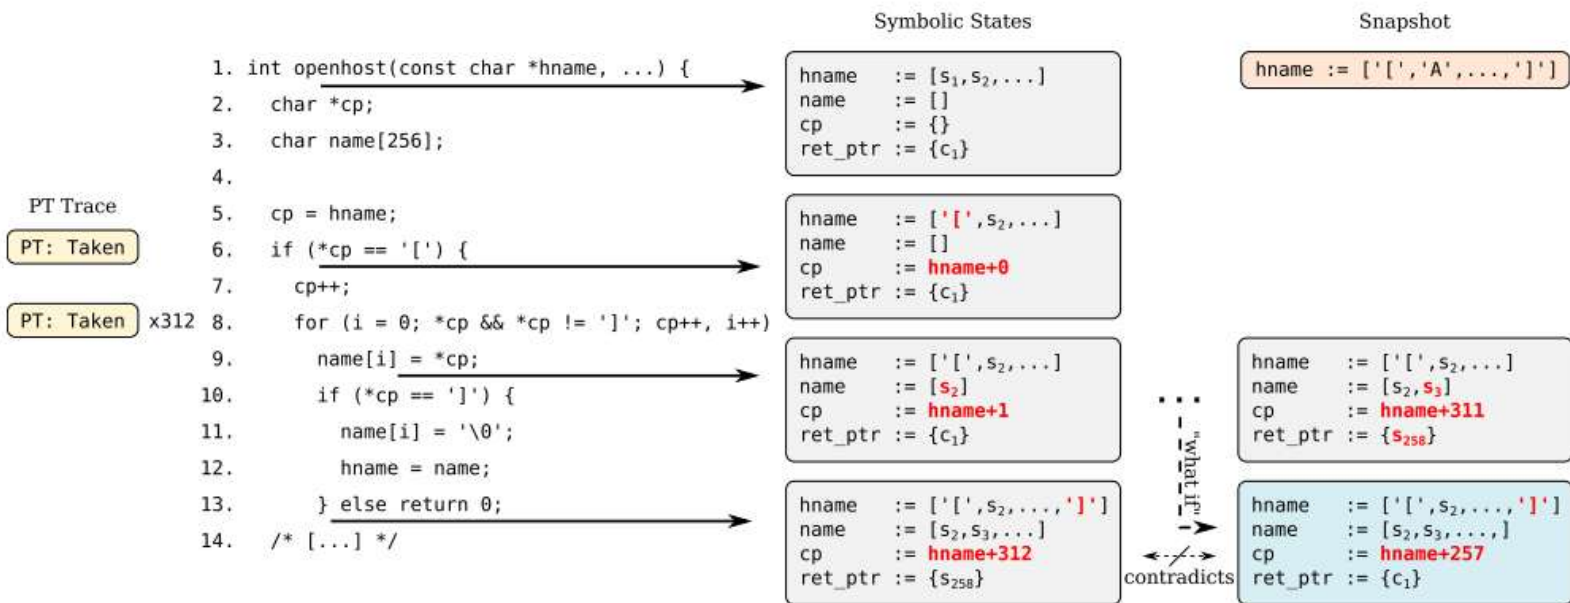 Symbolic States
Snapshot
PT Trace
PT: Taken
PT: Taken x312
1. int openhost(const char *hname, ...) {
2. char *cp;
3. char name[256];
4.
5. cp = hname;
6. if (*cp == '[') {
7. cp++;
8. for (i = 0; *cp && *cp != ']'; cp++, i++)
9. name[i] = *cp;
10. if (*cp == ']') {
11. name[i] = '\0';
12. hname = name;
13. } else return 0;
14. /* [...] */
hname := [s₁,s₂,...]
name := []
cp := {}
ret_ptr := {c₁}
hname := ['[',s₂,...]
name := []
cp := hname+0
ret_ptr := {c₁}
hname := ['[',s₂,...]
name := [s₂]
cp := hname+1
ret_ptr := {c₁}
hname := ['[',s₂,...,']']
name := [s₂,s₃,...]
cp := hname+312
ret_ptr := {s₂₅₈}
...
"what if"
contradicts
hname := ['[','A',...,']']
hname := ['[',s₂,...]
name := [s₂,s₃]
cp := hname+311
ret_ptr := {s₂₅₈}
hname := ['[',s₂,...,']']
name := [s₂,s₃,...,]
cp := hname+257
ret_ptr := {c₁}